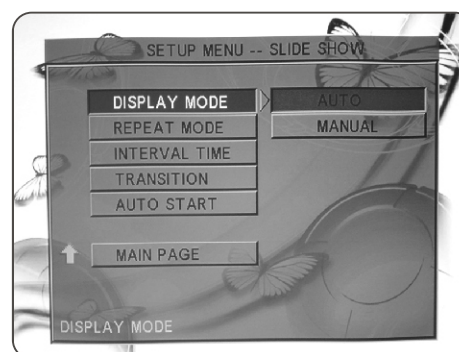 SETUP MENU -- SLIDE SHOW
DISPLAY MODE
AUTO
REPEAT MODE
MANUAL
INTERVAL TIME
TRANSITION
AUTO START
MAIN PAGE
DISPLAY MODE